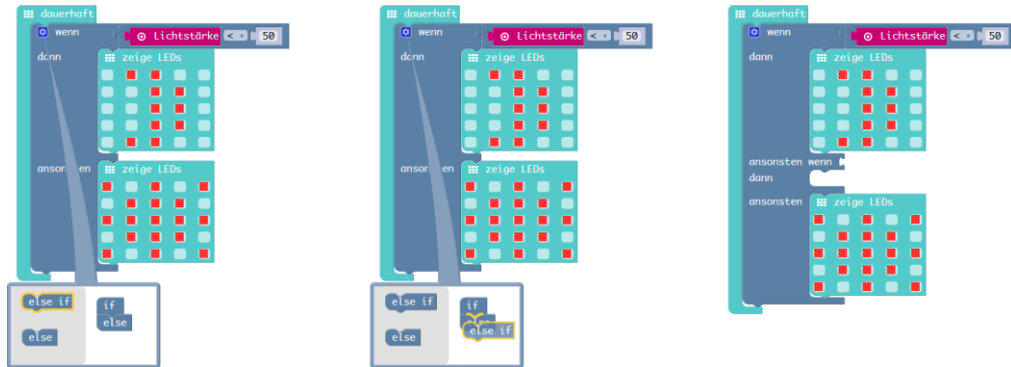 dauerhaft
wenn Lichtstärke < 50
dann zeige LEDs
ansonsten zeige LEDs
else if
if
else
else
dauerhaft
wenn Lichtstärke < 50
dann zeige LEDs
ansonsten zeige LEDs
else if
if
else if
else
dauerhaft
wenn Lichtstärke < 50
dann zeige LEDs
ansonsten wenn
dann
ansonsten zeige LEDs